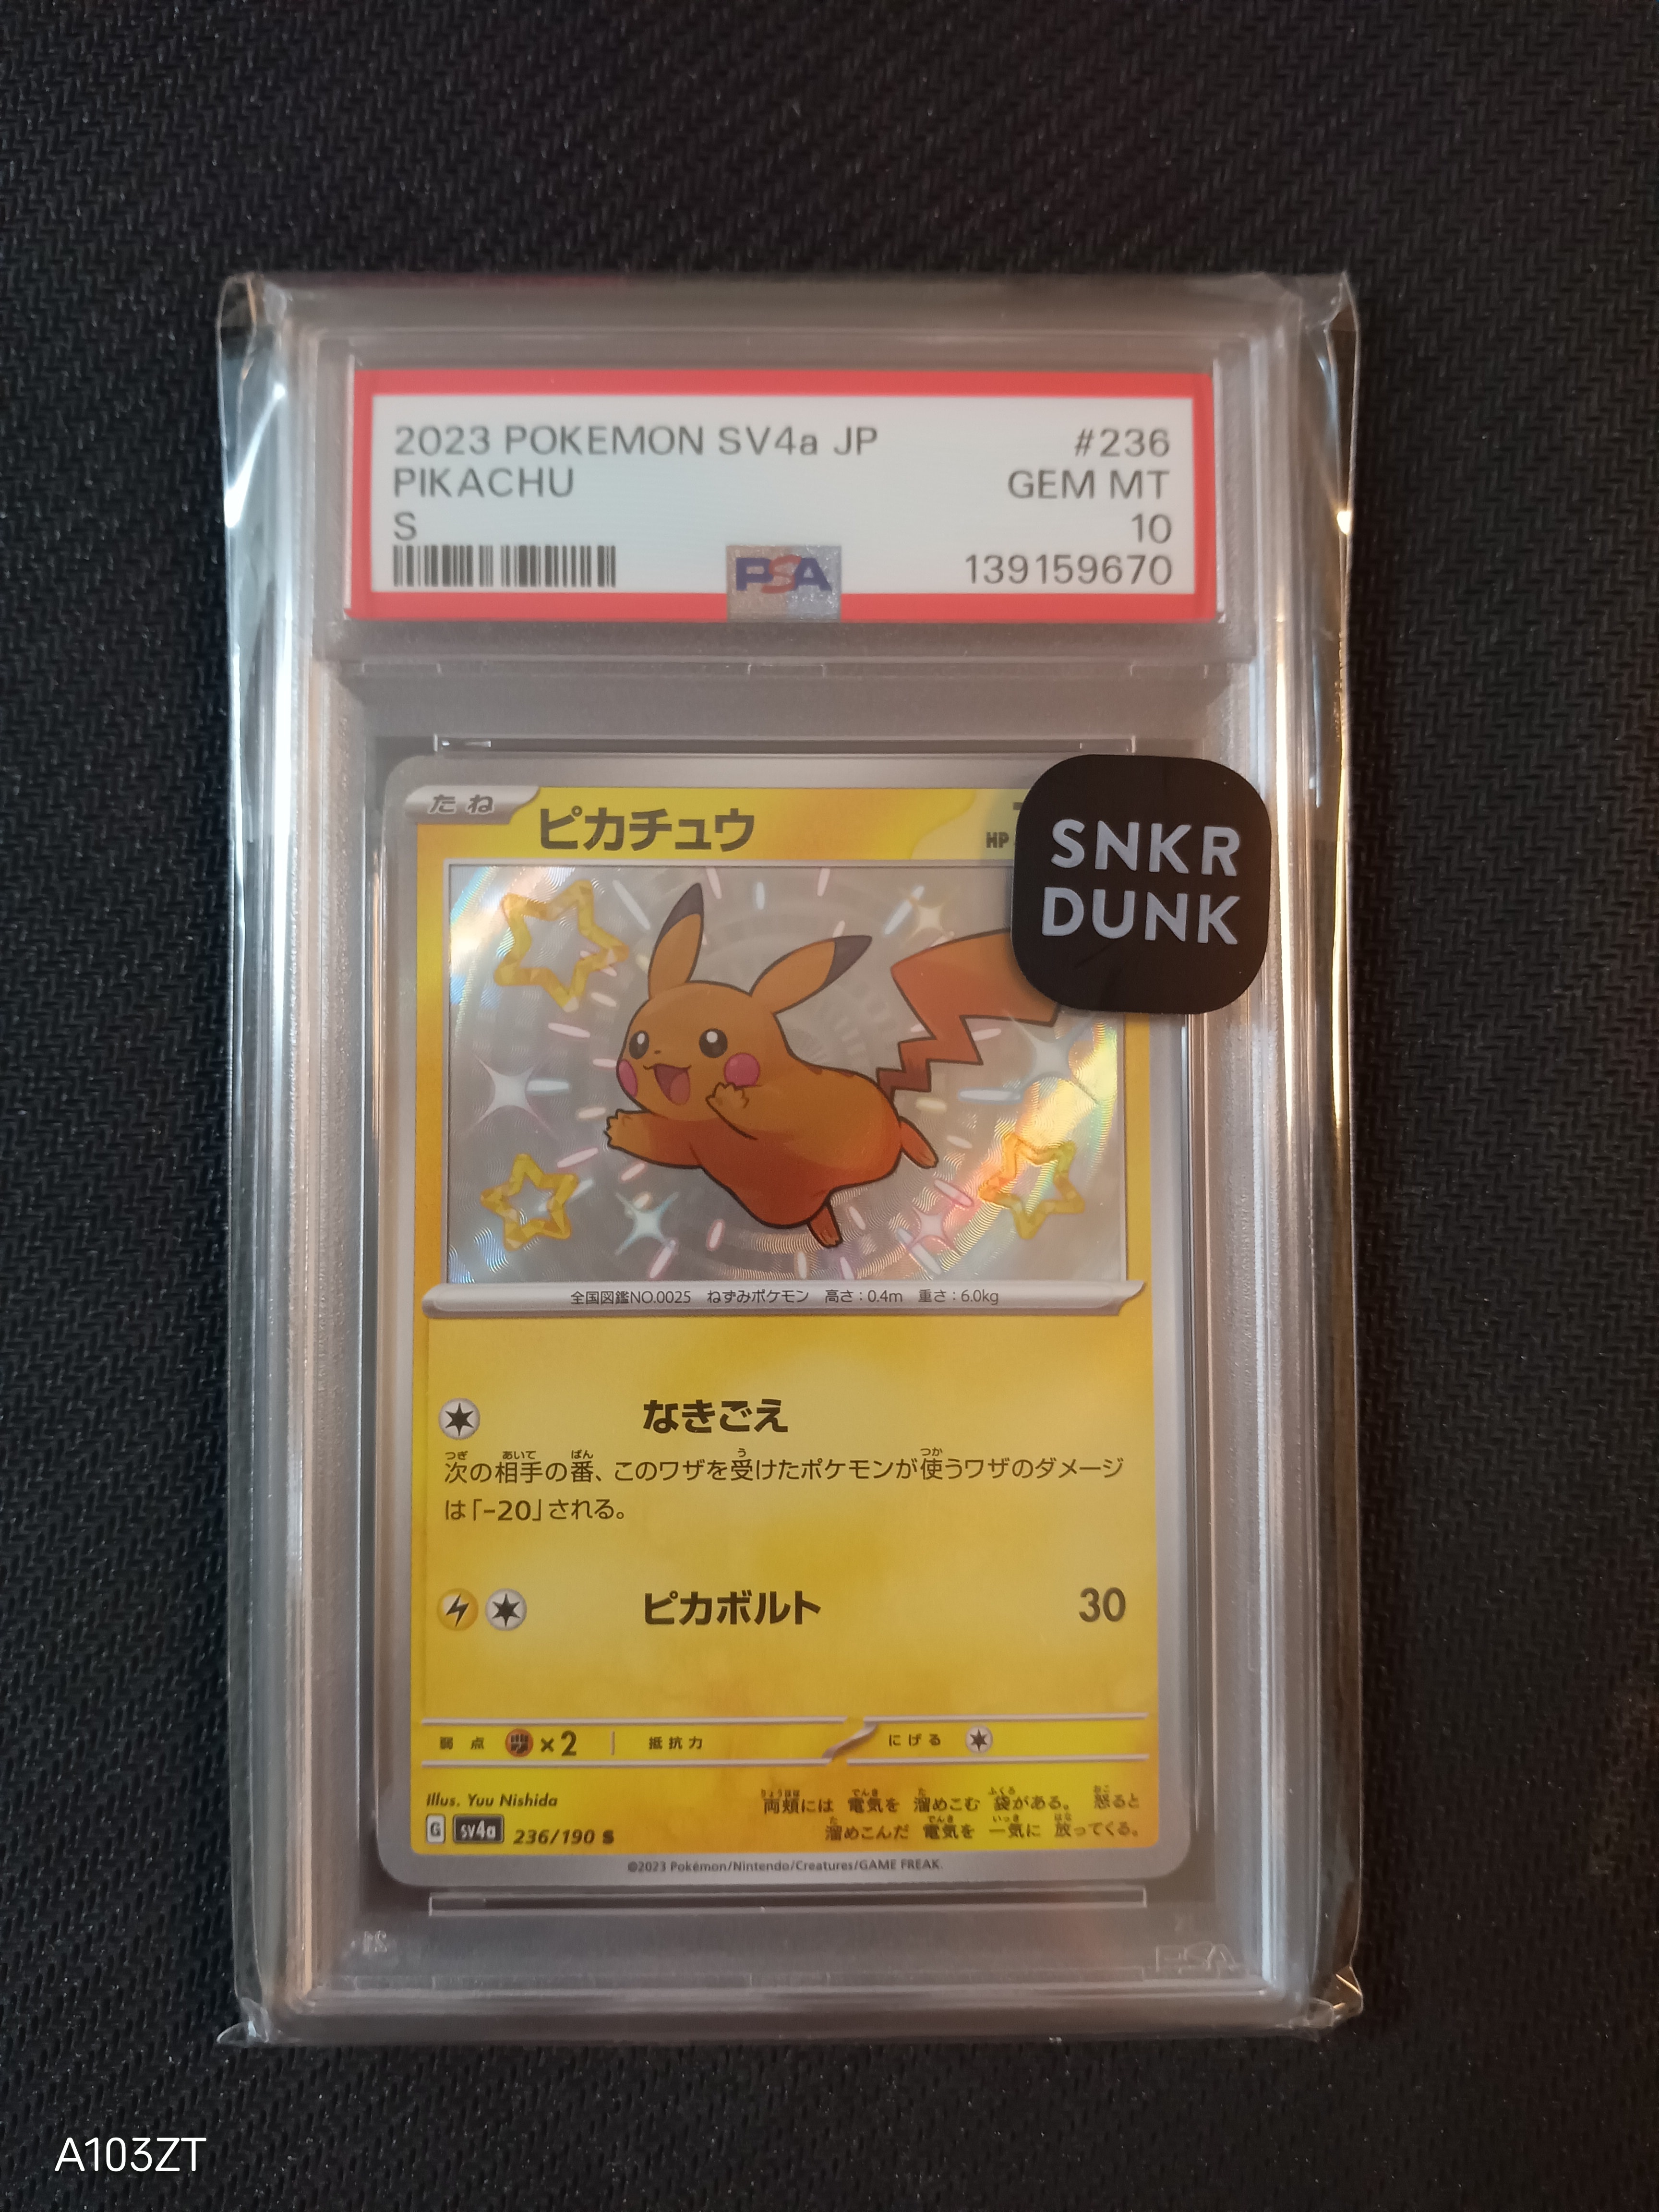 2023 POKEMON SV4a JP #236
PIKACHU GEM MT
S 10
PSA 139159670
たね ピカチュウ HP
SNKR
DUNK
全国図鑑NO.0025 ねずみポケモン 高さ:0.4m 重さ:6.0kg
なきごえ
次の相手の番、このワザを受けたポケモンが使うワザのダメージ
は「-20」される。
ピカボルト 30
弱点 ×2 抵抗力 にげる
Illus. Yuu Nishida
両頬には 電気を 溜めこむ 袋がある。 怒ると
溜めこんだ 電気を 一気に 放ってくる。
G sv4a 236/190 S
©2023 Pokémon/Nintendo/Creatures/GAME FREAK.
PSA
A103ZT